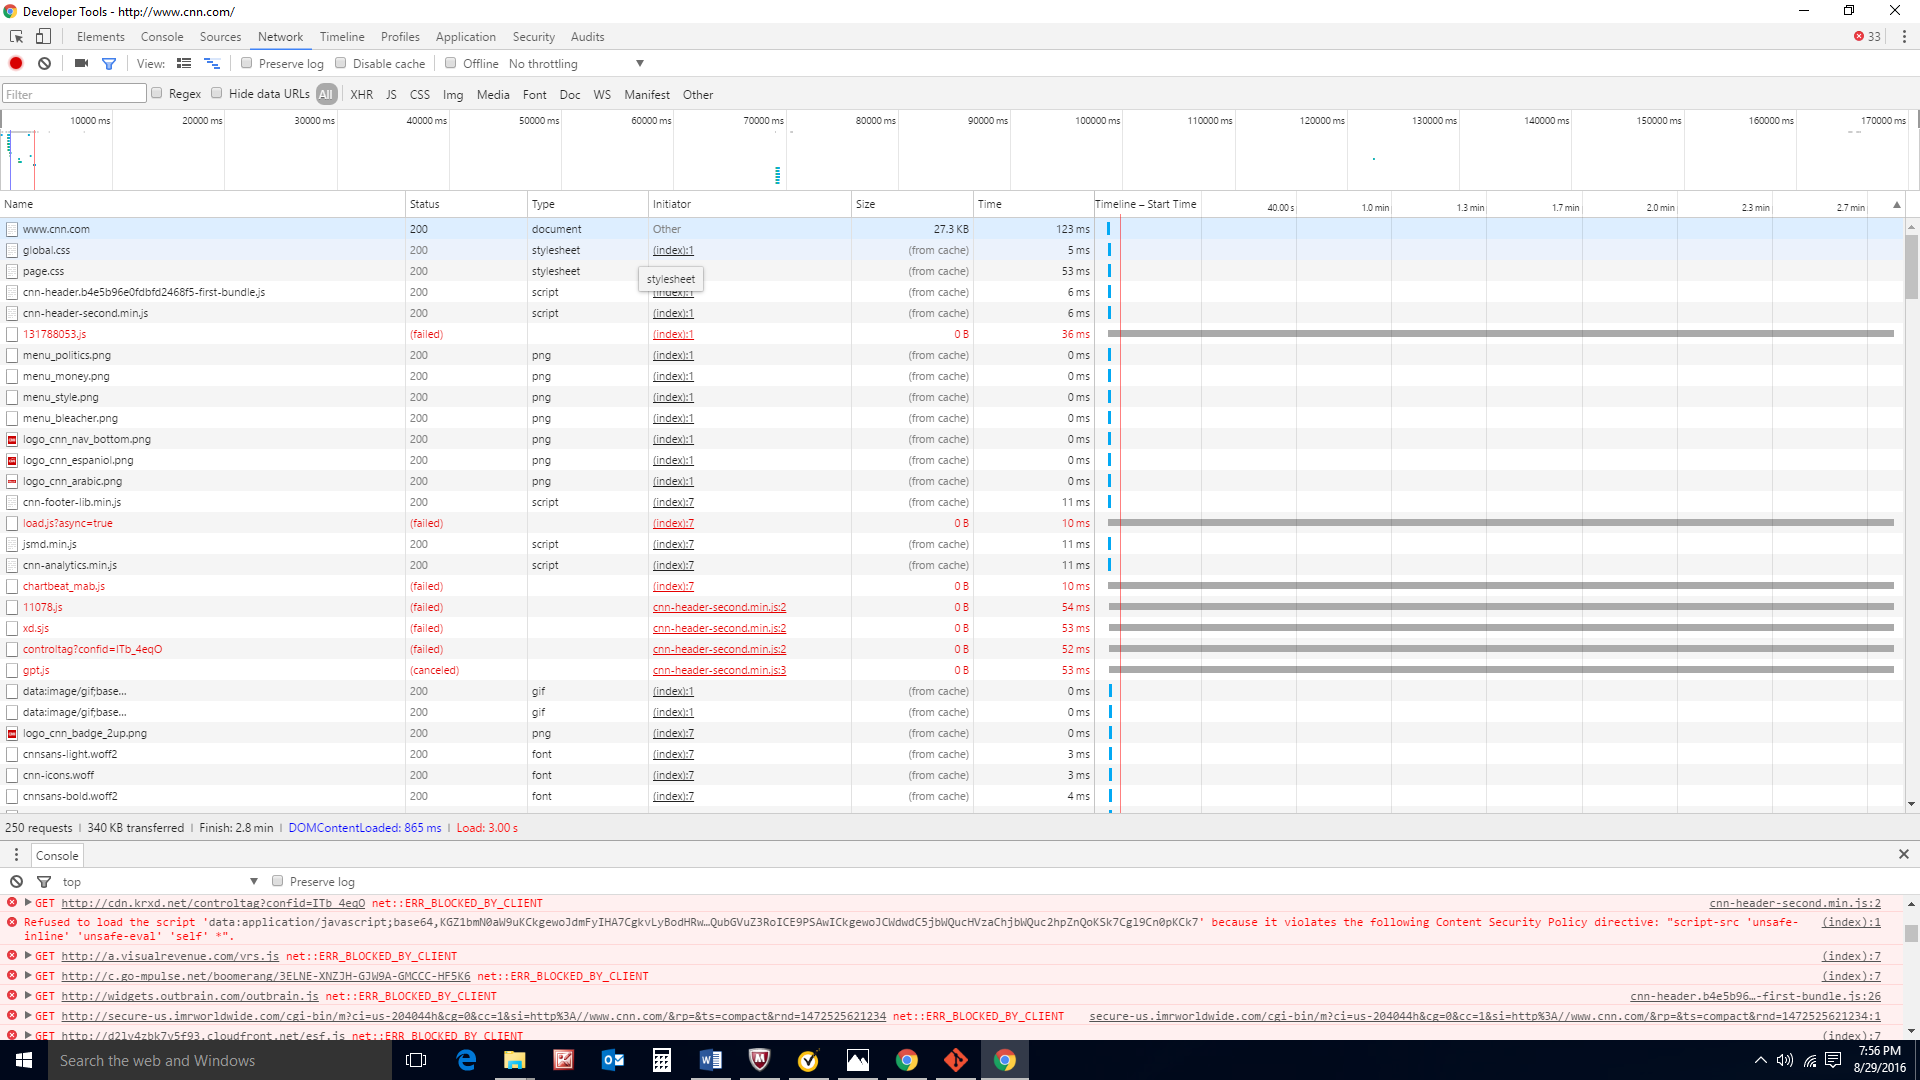 Developer Tools - http://www.cnn.com/
Elements Console Sources Network Timeline Profiles Application Security Audits 33
View: Preserve log Disable cache Offline No throttling
Filter Regex Hide data URLs All XHR JS CSS Img Media Font Doc WS Manifest Other
10000 ms 20000 ms 30000 ms 40000 ms 50000 ms 60000 ms 70000 ms 80000 ms 90000 ms 100000 ms 110000 ms 120000 ms 130000 ms 140000 ms 150000 ms 160000 ms 170000 ms
Name Status Type Initiator Size Time Timeline – Start Time 40.00 s 1.0 min 1.3 min 1.7 min 2.0 min 2.3 min 2.7 min
www.cnn.com 200 document Other 27.3 KB 123 ms
global.css 200 stylesheet (index):1 (from cache) 5 ms
page.css 200 stylesheet (from cache) 53 ms
stylesheet
cnn-header.b4e5b96e0fdbfd2468f5-first-bundle.js 200 script (index):1 (from cache) 6 ms
cnn-header-second.min.js 200 script (index):1 (from cache) 6 ms
131788053.js (failed) (index):1 0 B 36 ms
menu_politics.png 200 png (index):1 (from cache) 0 ms
menu_money.png 200 png (index):1 (from cache) 0 ms
menu_style.png 200 png (index):1 (from cache) 0 ms
menu_bleacher.png 200 png (index):1 (from cache) 0 ms
logo_cnn_nav_bottom.png 200 png (index):1 (from cache) 0 ms
logo_cnn_espaniol.png 200 png (index):1 (from cache) 0 ms
logo_cnn_arabic.png 200 png (index):1 (from cache) 0 ms
cnn-footer-lib.min.js 200 script (index):7 (from cache) 11 ms
load.js?async=true (failed) (index):7 0 B 10 ms
jsmd.min.js 200 script (index):7 (from cache) 11 ms
cnn-analytics.min.js 200 script (index):7 (from cache) 11 ms
chartbeat_mab.js (failed) (index):7 0 B 10 ms
11078.js (failed) cnn-header-second.min.js:2 0 B 54 ms
xd.sjs (failed) cnn-header-second.min.js:2 0 B 53 ms
controltag?confid=ITb_4eqO (failed) cnn-header-second.min.js:2 0 B 52 ms
gpt.js (canceled) cnn-header-second.min.js:3 0 B 53 ms
data:image/gif;base... 200 gif (index):1 (from cache) 0 ms
data:image/gif;base... 200 gif (index):1 (from cache) 0 ms
logo_cnn_badge_2up.png 200 png (index):7 (from cache) 0 ms
cnnsans-light.woff2 200 font (index):7 (from cache) 3 ms
cnn-icons.woff 200 font (index):7 (from cache) 3 ms
cnnsans-bold.woff2 200 font (index):7 (from cache) 4 ms
250 requests | 340 KB transferred | Finish: 2.8 min | DOMContentLoaded: 865 ms | Load: 3.00 s
Console
top Preserve log
GET http://cdn.krxd.net/controltag?confid=ITb_4eqO net::ERR_BLOCKED_BY_CLIENT cnn-header-second.min.js:2
Refused to load the script 'data:application/javascript;base64,KGZ1bmN0aW9uKCkgewoJdmFyIHA7CgkvLyBodHRw…QubGVuZ3RoICE9PSAwICkgewoJCWdwdC5jbWQucHVzaChjbWQuc2hpZnQoKSk7Cgl9Cn0pKCk7' because it violates the following Content Security Policy directive: "script-src 'unsafe- (index):1
inline' 'unsafe-eval' 'self' *".
GET http://a.visualrevenue.com/vrs.js net::ERR_BLOCKED_BY_CLIENT (index):7
GET http://c.go-mpulse.net/boomerang/3ELNE-XNZJH-GJW9A-GMCCC-HF5K6 net::ERR_BLOCKED_BY_CLIENT (index):7
GET http://widgets.outbrain.com/outbrain.js net::ERR_BLOCKED_BY_CLIENT cnn-header.b4e5b96…-first-bundle.js:26
GET http://secure-us.imrworldwide.com/cgi-bin/m?ci=us-204044h&cg=0&cc=1&si=http%3A//www.cnn.com/&rp=&ts=compact&rnd=1472525621234 net::ERR_BLOCKED_BY_CLIENT secure-us.imrworldwide.com/cgi-bin/m?ci=us-204044h&cg=0&cc=1&si=http%3A//www.cnn.com/&rp=&ts=compact&rnd=1472525621234:1
GET http://d2lv4zbk7v5f93.cloudfront.net/esf.js net::ERR_BLOCKED_BY_CLIENT (index):7
Search the web and Windows
7:56 PM
8/29/2016